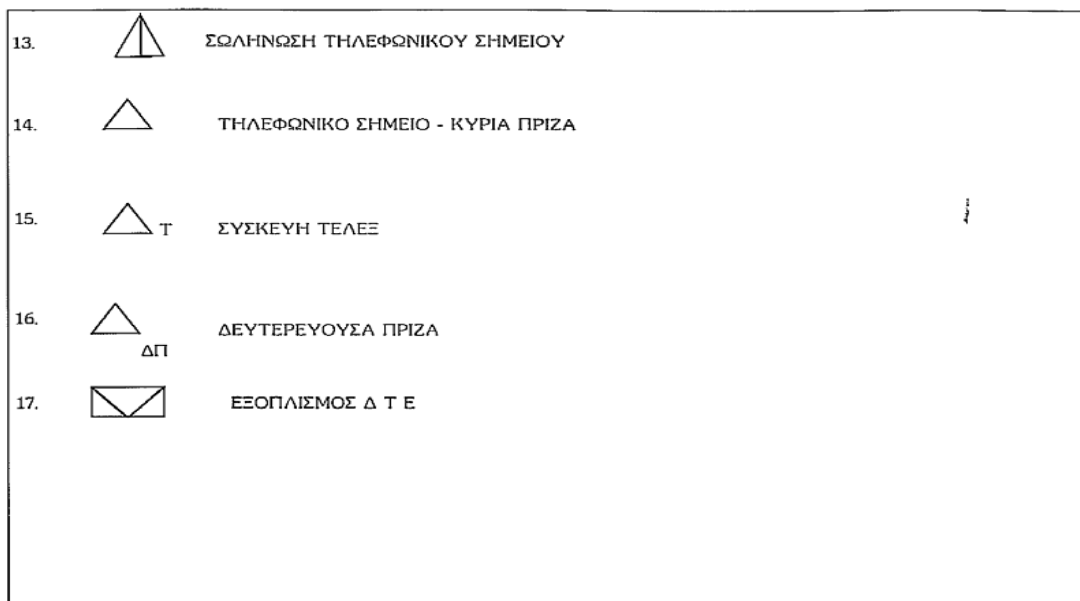 13. ΣΩΛΗΝΩΣΗ ΤΗΛΕΦΩΝΙΚΟΥ ΣΗΜΕΙΟΥ
14. ΤΗΛΕΦΩΝΙΚΟ ΣΗΜΕΙΟ - ΚΥΡΙΑ ΠΡΙΖΑ
15. Τ ΣΥΣΚΕΥΗ ΤΕΛΕΞ
16. ΔΕΥΤΕΡΕΥΟΥΣΑ ΠΡΙΖΑ
ΔΠ
17. ΕΞΟΠΛΙΣΜΟΣ Δ Τ Ε